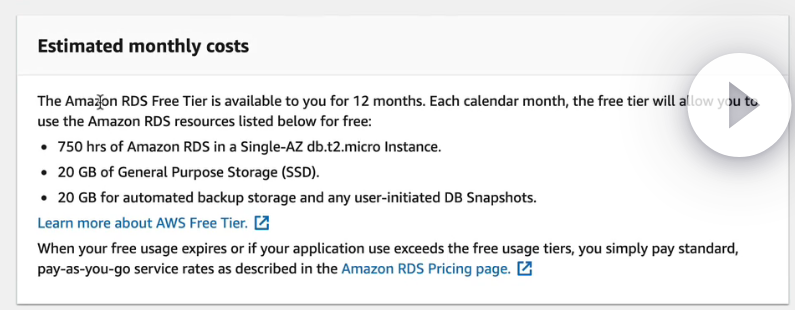 Estimated monthly costs
The Amazon RDS Free Tier is available to you for 12 months. Each calendar month, the free tier will allow you to
use the Amazon RDS resources listed below for free:
• 750 hrs of Amazon RDS in a Single-AZ db.t2.micro Instance.
• 20 GB of General Purpose Storage (SSD).
• 20 GB for automated backup storage and any user-initiated DB Snapshots.
Learn more about AWS Free Tier.
When your free usage expires or if your application use exceeds the free usage tiers, you simply pay standard,
pay-as-you-go service rates as described in the Amazon RDS Pricing page.